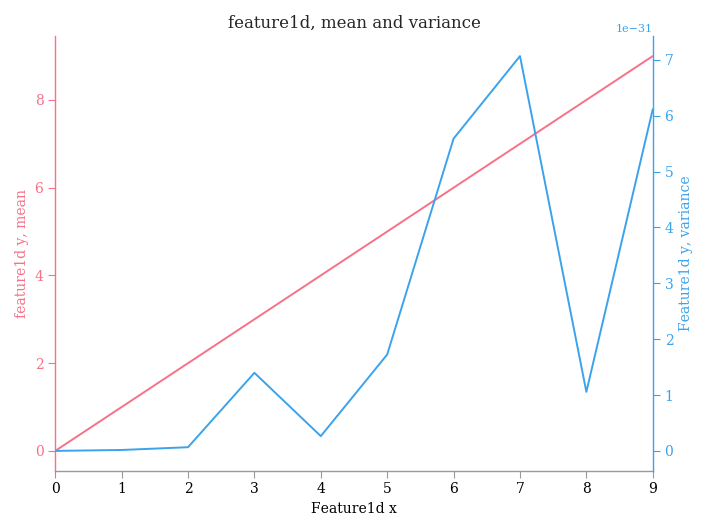 feature1d, mean and variance
1e−31
8
6
4
2
0
feature1d y, mean
7
6
5
4
3
2
1
0
Feature1d y, variance
0 1 2 3 4 5 6 7 8 9
Feature1d x